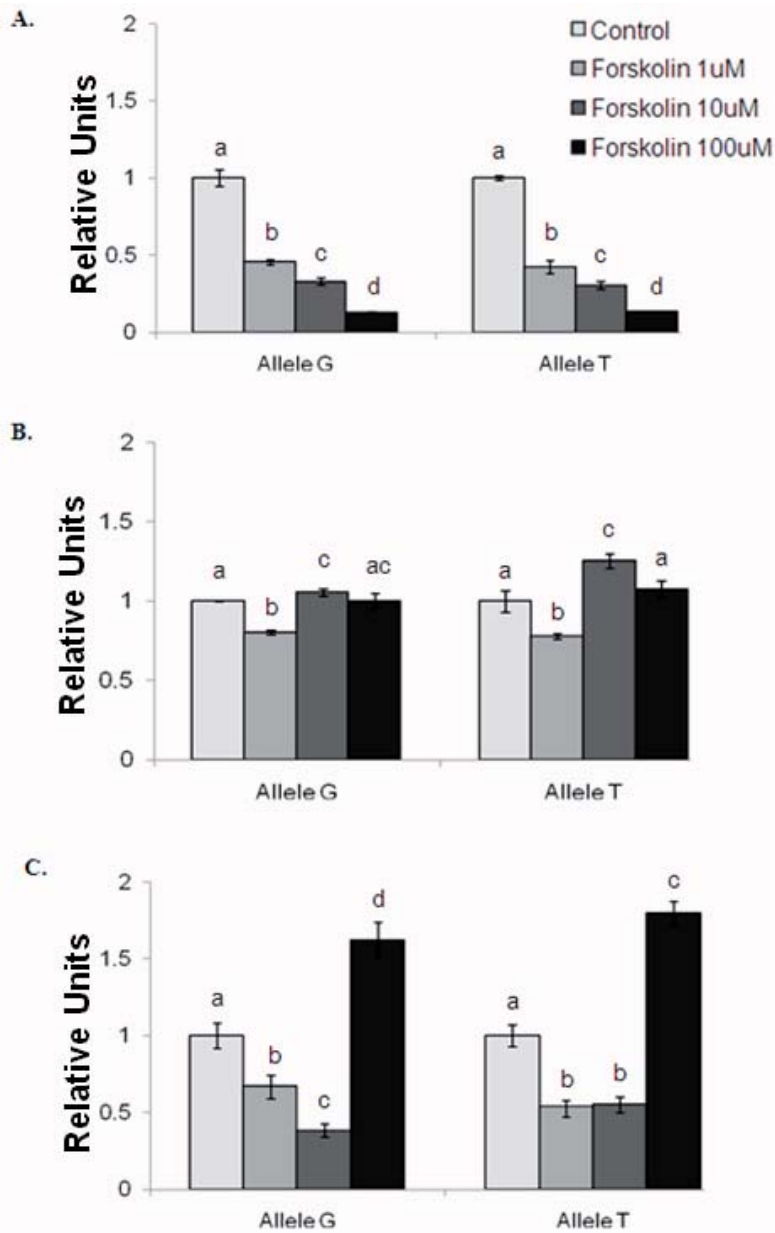 A.
Relative Units
2
1.5
1
0.5
0
Control
Forskolin 1uM
Forskolin 10uM
Forskolin 100uM
a
b
c
d
a
b
c
d
Allele G
Allele T
B.
Relative Units
2
1.5
1
0.5
0
a
b
c
ac
a
b
c
a
Allele G
Allele T
C.
Relative Units
2
1.5
1
0.5
0
a
b
c
d
a
b
b
c
Allele G
Allele T